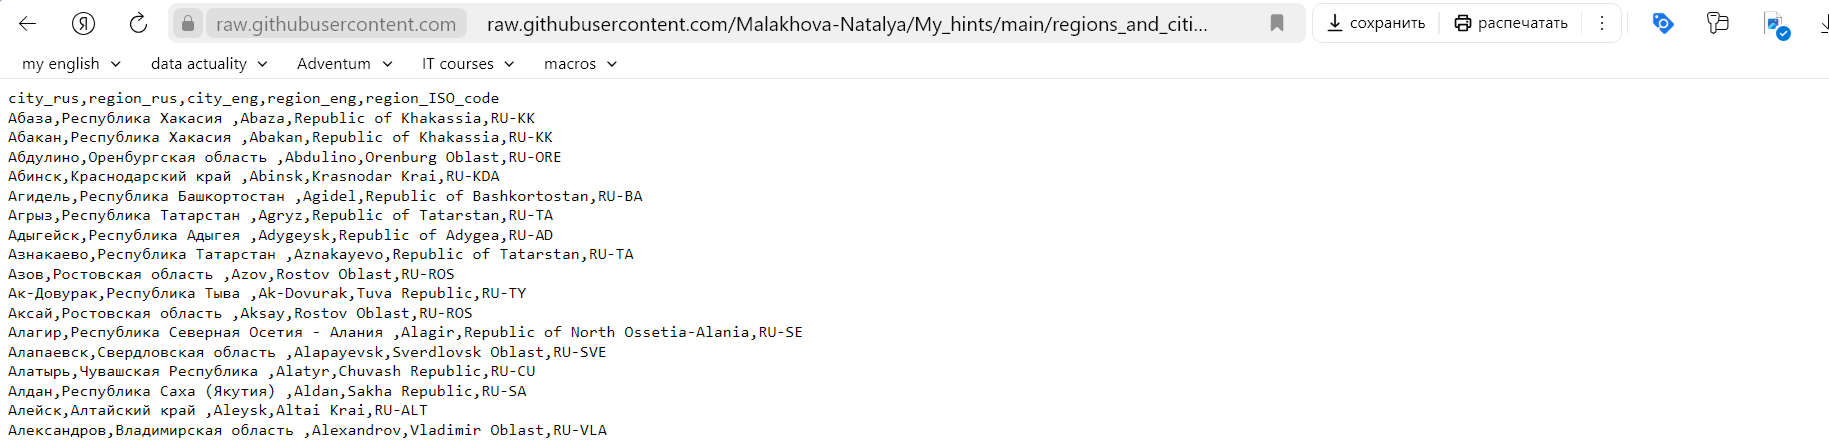 Я raw.githubusercontent.com raw.githubusercontent.com/Malakhova-Natalya/My_hints/main/regions_and_citi... сохранить распечатать
my english data actuality Adventum IT courses macros
city_rus,region_rus,city_eng,region_eng,region_ISO_code
Абаза,Республика Хакасия ,Abaza,Republic of Khakassia,RU-KK
Абакан,Республика Хакасия ,Abakan,Republic of Khakassia,RU-KK
Абдулино,Оренбургская область ,Abdulino,Orenburg Oblast,RU-ORE
Абинск,Краснодарский край ,Abinsk,Krasnodar Krai,RU-KDA
Агидель,Республика Башкортостан ,Agidel,Republic of Bashkortostan,RU-BA
Агрыз,Республика Татарстан ,Agryz,Republic of Tatarstan,RU-TA
Адыгейск,Республика Адыгея ,Adygeysk,Republic of Adygea,RU-AD
Азнакаево,Республика Татарстан ,Aznakayevo,Republic of Tatarstan,RU-TA
Азов,Ростовская область ,Azov,Rostov Oblast,RU-ROS
Ак-Довурак,Республика Тыва ,Ak-Dovurak,Tuva Republic,RU-TY
Аксай,Ростовская область ,Aksay,Rostov Oblast,RU-ROS
Алагир,Республика Северная Осетия - Алания ,Alagir,Republic of North Ossetia-Alania,RU-SE
Алапаевск,Свердловская область ,Alapayevsk,Sverdlovsk Oblast,RU-SVE
Алатырь,Чувашская Республика ,Alatyr,Chuvash Republic,RU-CU
Алдан,Республика Саха (Якутия) ,Aldan,Sakha Republic,RU-SA
Алейск,Алтайский край ,Aleysk,Altai Krai,RU-ALT
Александров,Владимирская область ,Alexandrov,Vladimir Oblast,RU-VLA